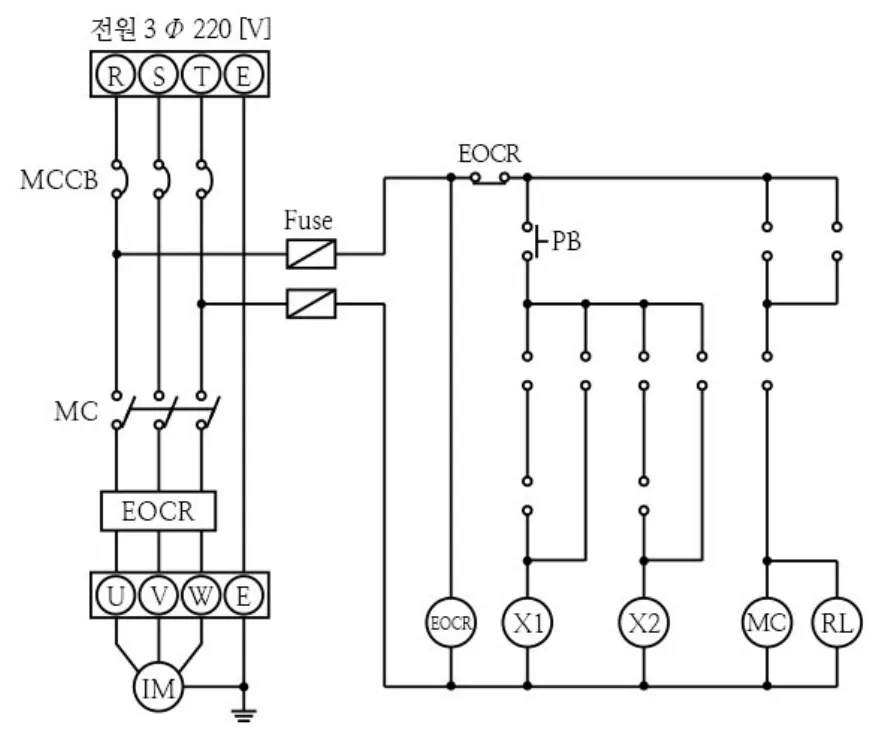 전원 3 Φ 220 [V]
R S T E
EOCR
MCCB
Fuse
PB
MC
EOCR
U V W E
EOCR X1 X2 MC RL
IM